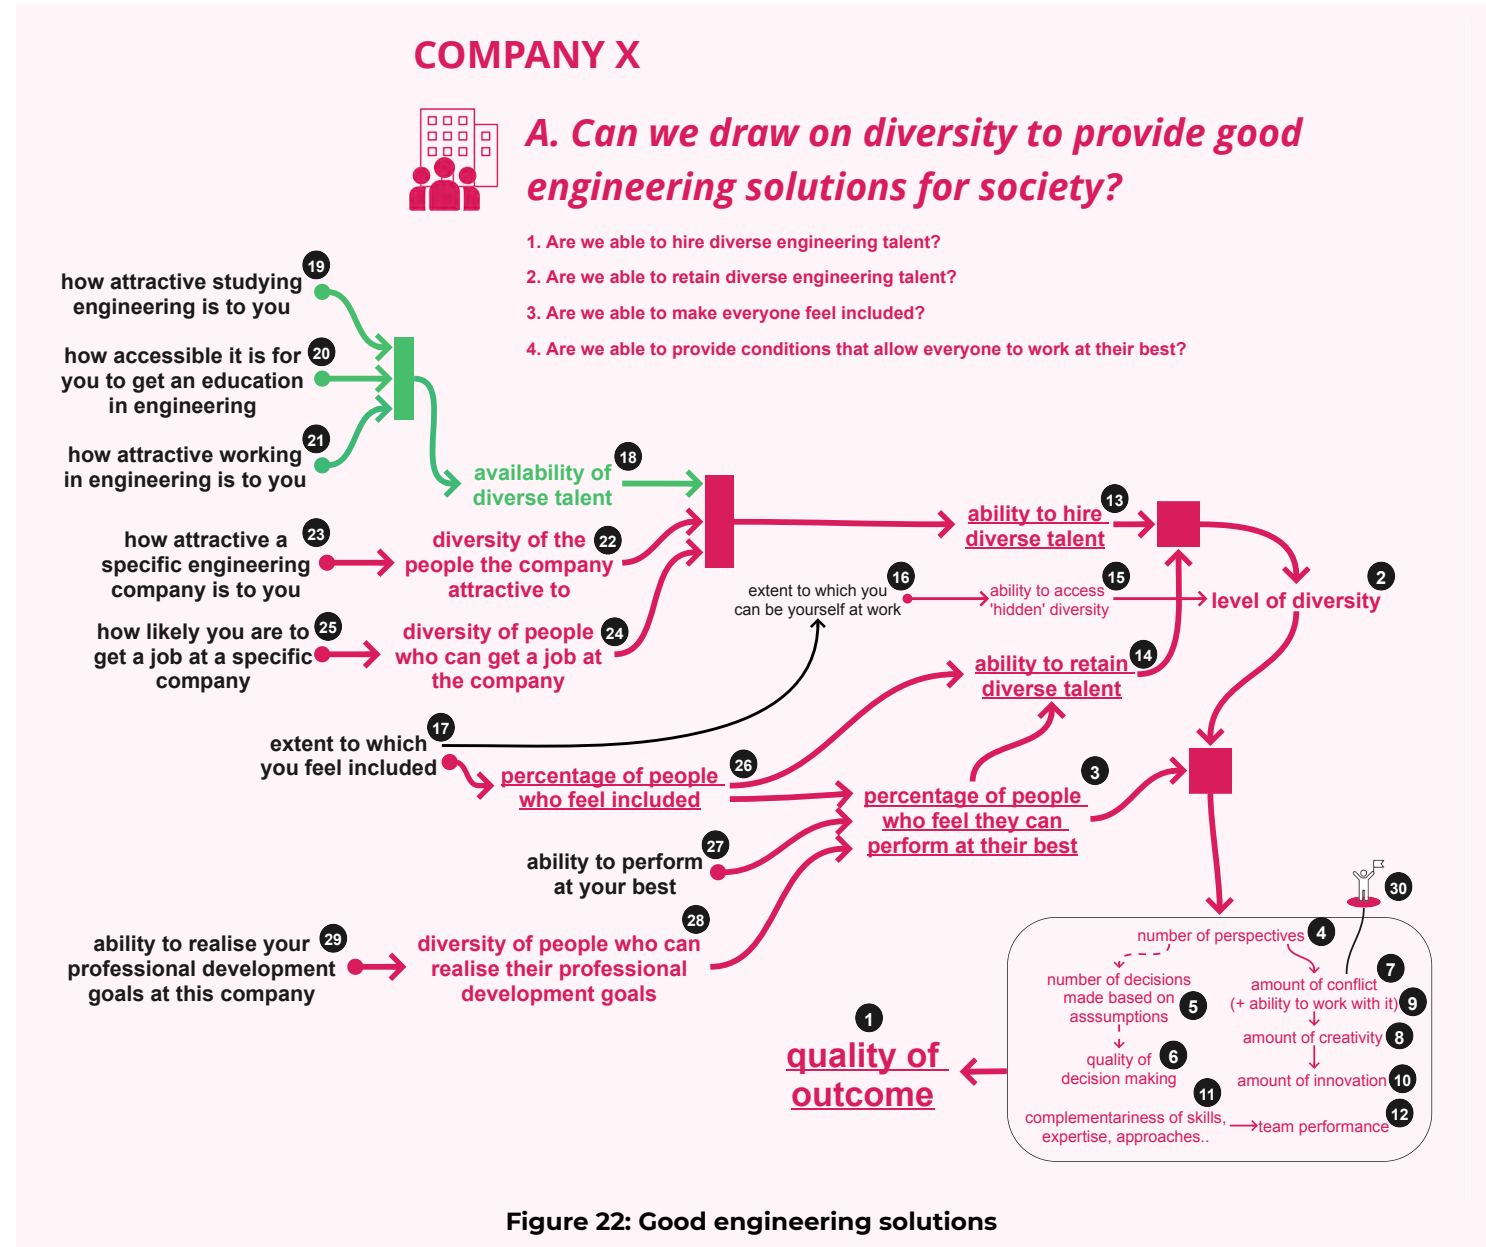 COMPANY X
A. Can we draw on diversity to provide good
engineering solutions for society?
1. Are we able to hire diverse engineering talent?
2. Are we able to retain diverse engineering talent?
3. Are we able to make everyone feel included?
4. Are we able to provide conditions that allow everyone to work at their best?
19
how attractive studying
engineering is to you
20
how accessible it is for
you to get an education
in engineering
21
how attractive working
in engineering is to you
18
availability of
diverse talent
23
how attractive a
specific engineering
company is to you
22
diversity of the
people the company
attractive to
25
how likely you are to
get a job at a specific
company
24
diversity of people
who can get a job at
the company
13
ability to hire
diverse talent
16
extent to which you
can be yourself at work
15
ability to access
'hidden' diversity
2
level of diversity
14
ability to retain
diverse talent
17
extent to which
you feel included
26
percentage of people
who feel included
3
percentage of people
who feel they can
perform at their best
27
ability to perform
at your best
28
diversity of people who can
realise their professional
development goals
29
ability to realise your
professional development
goals at this company
30
number of perspectives
4
number of decisions
made based on
asssumptions
5
quality of
decision making
6
7
amount of conflict
(+ ability to work with it)
9
amount of creativity
8
amount of innovation
10
11
complementariness of skills,
expertise, approaches..
team performance
12
1
quality of
outcome
Figure 22: Good engineering solutions